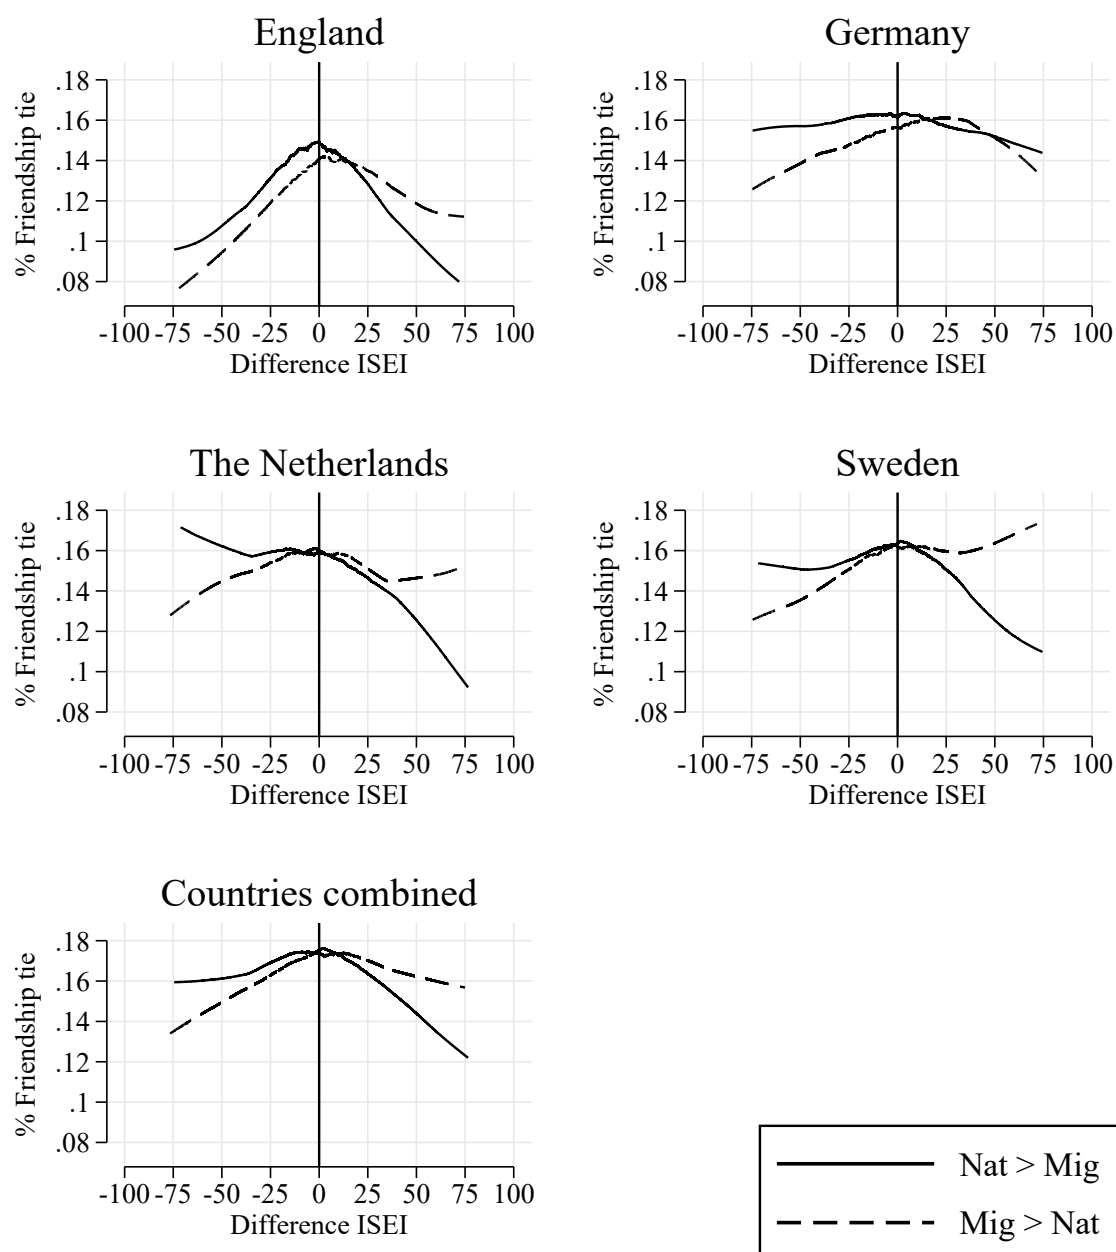 England
% Friendship tie
.18
.16
.14
.12
.1
.08
-100 -75 -50 -25 0 25 50 75 100
Difference ISEI
Germany
% Friendship tie
.18
.16
.14
.12
.1
.08
-100 -75 -50 -25 0 25 50 75 100
Difference ISEI
The Netherlands
% Friendship tie
.18
.16
.14
.12
.1
.08
-100 -75 -50 -25 0 25 50 75 100
Difference ISEI
Sweden
% Friendship tie
.18
.16
.14
.12
.1
.08
-100 -75 -50 -25 0 25 50 75 100
Difference ISEI
Countries combined
% Friendship tie
.18
.16
.14
.12
.1
.08
-100 -75 -50 -25 0 25 50 75 100
Difference ISEI
Nat > Mig
Mig > Nat